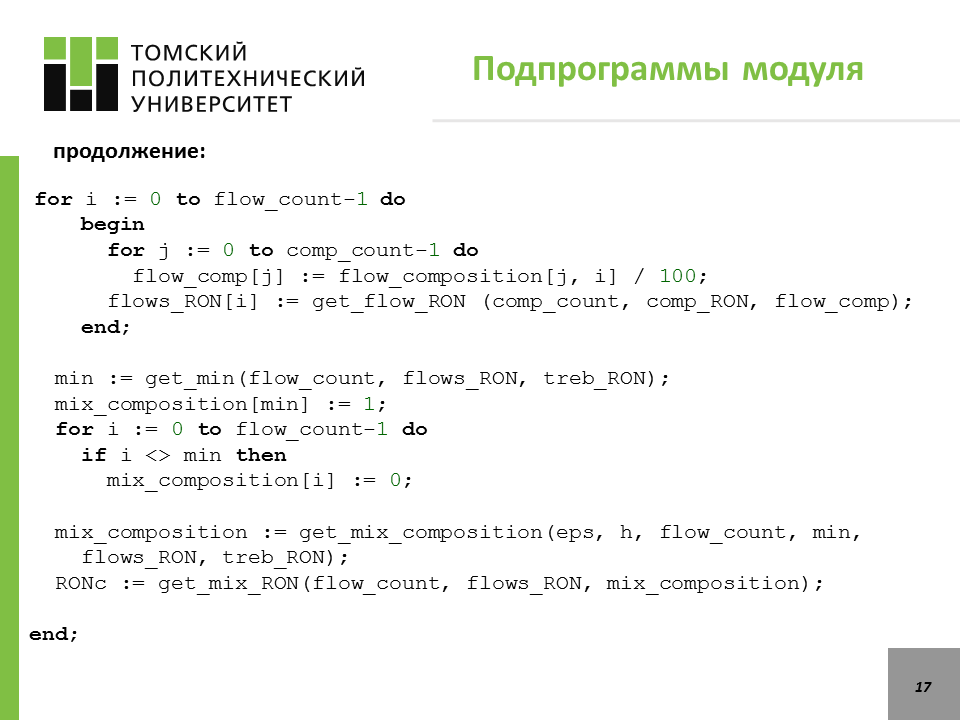 ТОМСКИЙ
ПОЛИТЕХНИЧЕСКИЙ
УНИВЕРСИТЕТ
Подпрограммы модуля
продолжение:
for i := 0 to flow_count-1 do
begin
for j := 0 to comp_count-1 do
flow_comp[j] := flow_composition[j, i] / 100;
flows_RON[i] := get_flow_RON (comp_count, comp_RON, flow_comp);
end;
min := get_min(flow_count, flows_RON, treb_RON);
mix_composition[min] := 1;
for i := 0 to flow_count-1 do
if i <> min then
mix_composition[i] := 0;
mix_composition := get_mix_composition(eps, h, flow_count, min,
flows_RON, treb_RON);
RONc := get_mix_RON(flow_count, flows_RON, mix_composition);
end;
17